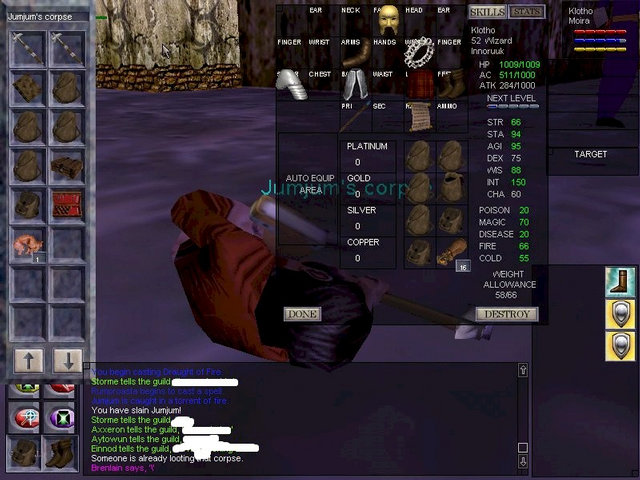 Jumjum's corpse
1
EAR NECK FACE HEAD EAR
FINGER WRIST ARMS HANDS WRIST FINGER
CHEST WAIST
PRI SEC AMMO
AUTO EQUIP
AREA
PLATINUM
0
GOLD
0
SILVER
0
COPPER
0
16
DONE
SKILLS STATS
Klotho
52 Wizard
Innoruuk
HP 1009/1009
AC 511/1000
ATK 284/1000
NEXT LEVEL
STR 66
STA 94
AGI 95
DEX 75
WIS 88
INT 150
CHA 60
POISON 20
MAGIC 70
DISEASE 20
FIRE 66
COLD 55
WEIGHT
ALLOWANCE
58/66
DESTROY
Klotho
Moira
TARGET
Jumjum's corpse
You begin casting Draught of Fire.
Storme tells the guild,
begins to cast a spell.
Jumjum is caught in a torrent of fire.
You have slain Jumjum!
Storme tells the guild,
Axxeron tells the guild,
Aytowun tells the guild,
Einnod tells the guild,
Someone is already looting that corpse.
Brenlain says, '